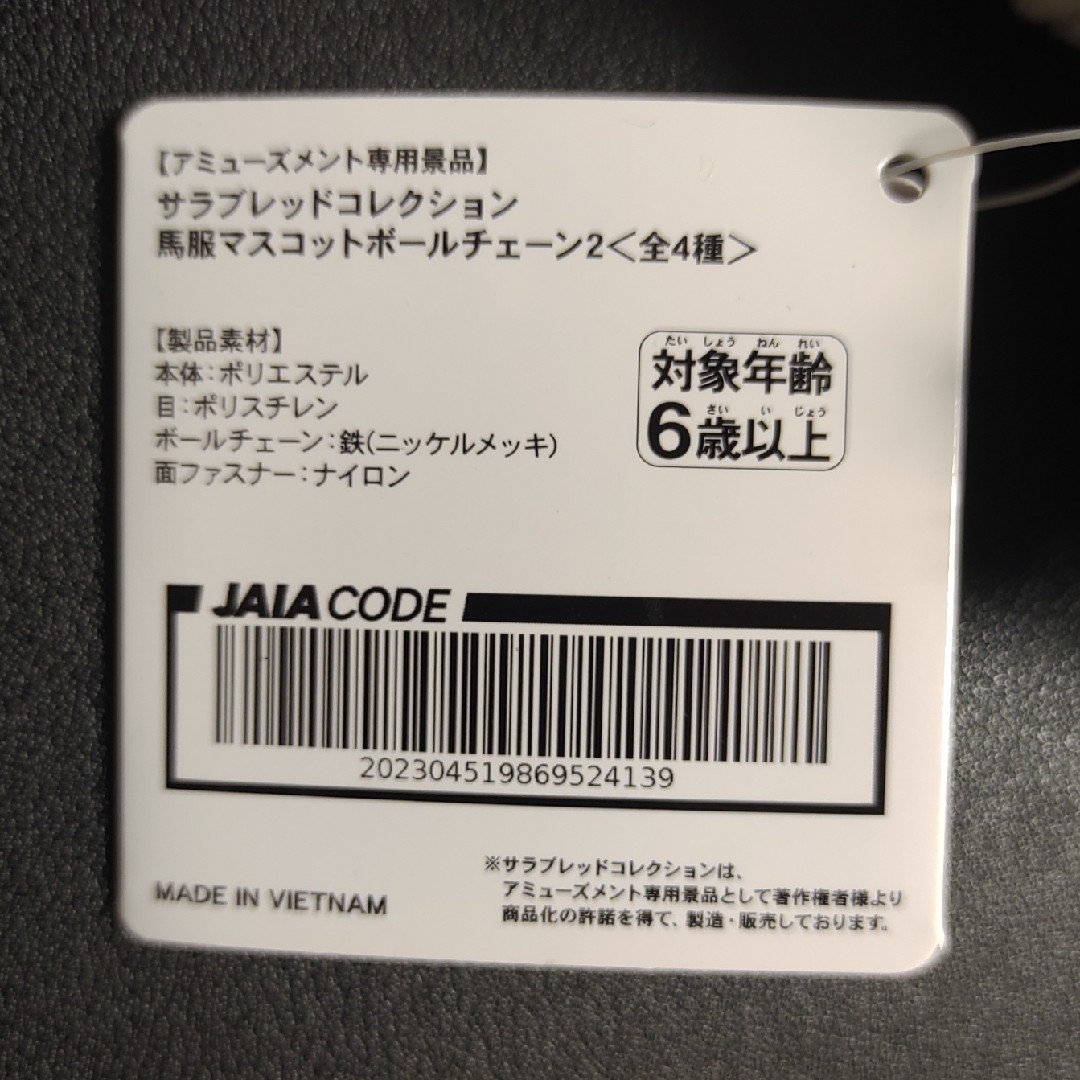 【アミューズメント専用景品】
サラブレッドコレクション
馬服マスコットボールチェーン2＜全4種＞
【製品素材】
本体：ポリエステル
目：ポリスチレン
ボールチェーン：鉄(ニッケルメッキ)
面ファスナー：ナイロン
たい しょう ねん れい
対象年齢
さい い じょう
6歳以上
JAIA CODE
202304519869524139
MADE IN VIETNAM
※サラブレッドコレクションは、
アミューズメント専用景品として著作権者様より
商品化の許諾を得て、製造・販売しております。